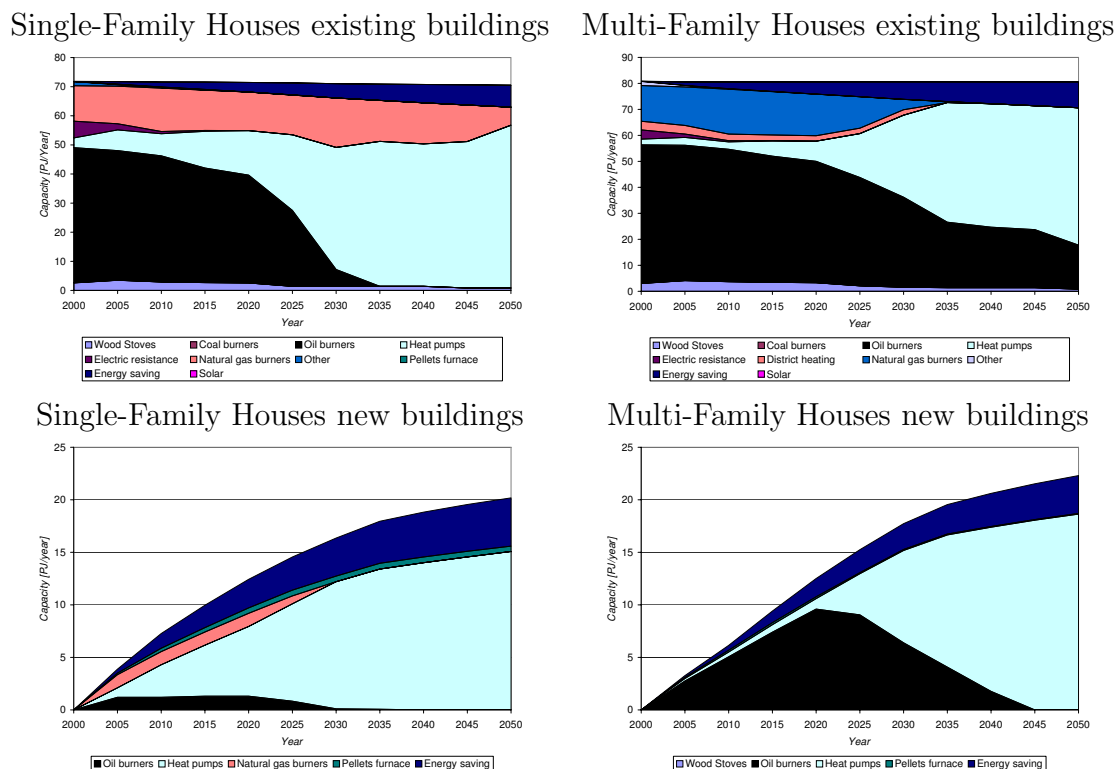 Single-Family Houses existing buildings
80
70
60
50
40
30
20
10
0
Capacity [PJ/Year]
2000 2005 2010 2015 2020 2025 2030 2035 2040 2045 2050
Year
Wood Stoves Coal burners Oil burners Heat pumps
Electric resistance Natural gas burners Other Pellets furnace
Energy saving Solar
Multi-Family Houses existing buildings
90
80
70
60
50
40
30
20
10
0
Capacity [PJ/Year]
2000 2005 2010 2015 2020 2025 2030 2035 2040 2045 2050
Year
Wood Stoves Coal burners Oil burners Heat pumps
Electric resistance District heating Natural gas burners Other
Energy saving Solar
Single-Family Houses new buildings
25
20
15
10
5
0
Capacity [PJ/year]
2000 2005 2010 2015 2020 2025 2030 2035 2040 2045 2050
Year
Oil burners Heat pumps Natural gas burners Pellets furnace Energy saving
Multi-Family Houses new buildings
25
20
15
10
5
0
Capacity [PJ/year]
2000 2005 2010 2015 2020 2025 2030 2035 2040 2045 2050
Year
Wood Stoves Oil burners Heat pumps Pellets furnace Energy saving